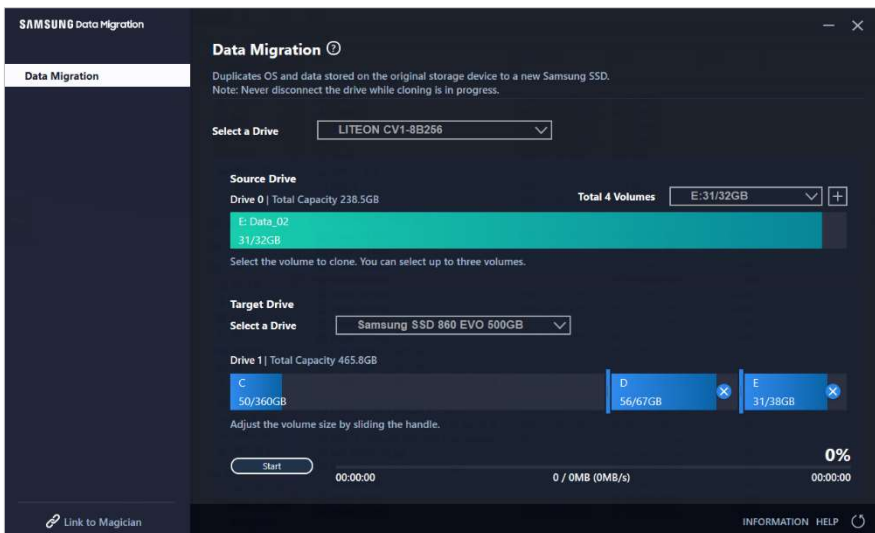 SAMSUNG Data Migration
Data Migration
Data Migration ?
Duplicates OS and data stored on the original storage device to a new Samsung SSD.
Note: Never disconnect the drive while cloning is in progress.
Select a Drive LITEON CV1-8B256
Source Drive
Drive 0 | Total Capacity 238.5GB Total 4 Volumes E:31/32GB +
E: Data_02
31/32GB
Select the volume to clone. You can select up to three volumes.
Target Drive
Select a Drive Samsung SSD 860 EVO 500GB
Drive 1 | Total Capacity 465.8GB
C D E
50/360GB 56/67GB 31/38GB
Adjust the volume size by sliding the handle.
0%
Start 00:00:00 0 / 0MB (0MB/s) 00:00:00
Link to Magician INFORMATION HELP